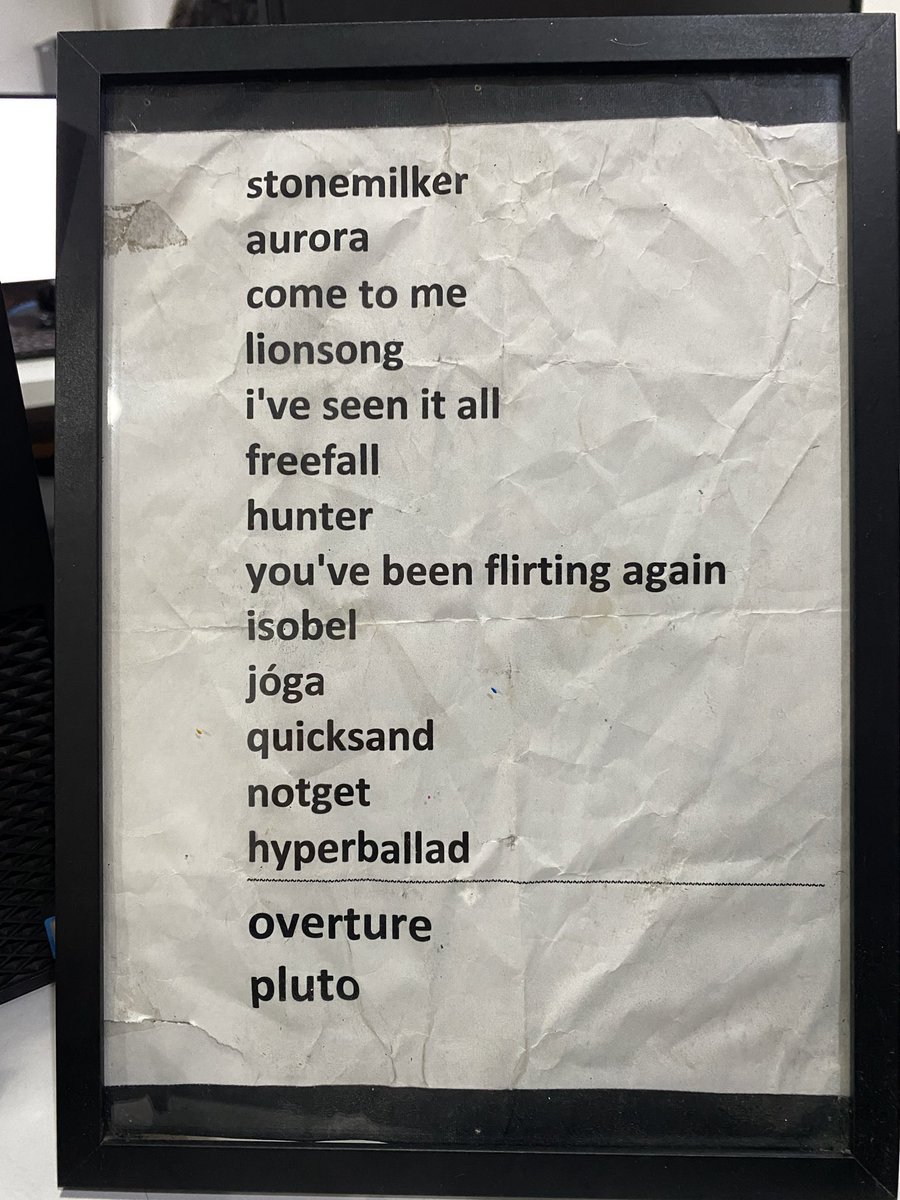 stonemilker
aurora
come to me
lionsong
i've seen it all
freefall
hunter
you've been flirting again
isobel
jóga
quicksand
notget
hyperballad
overture
pluto